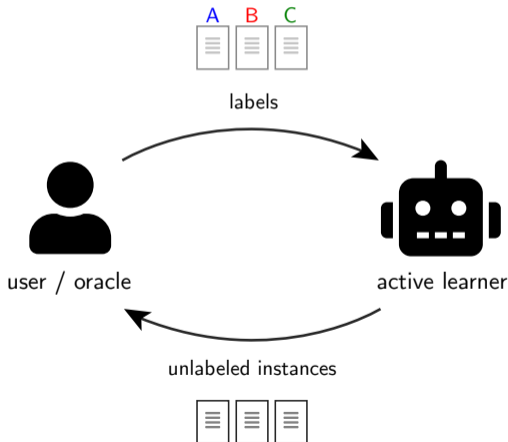 A B C
labels
user / oracle
active learner
unlabeled instances